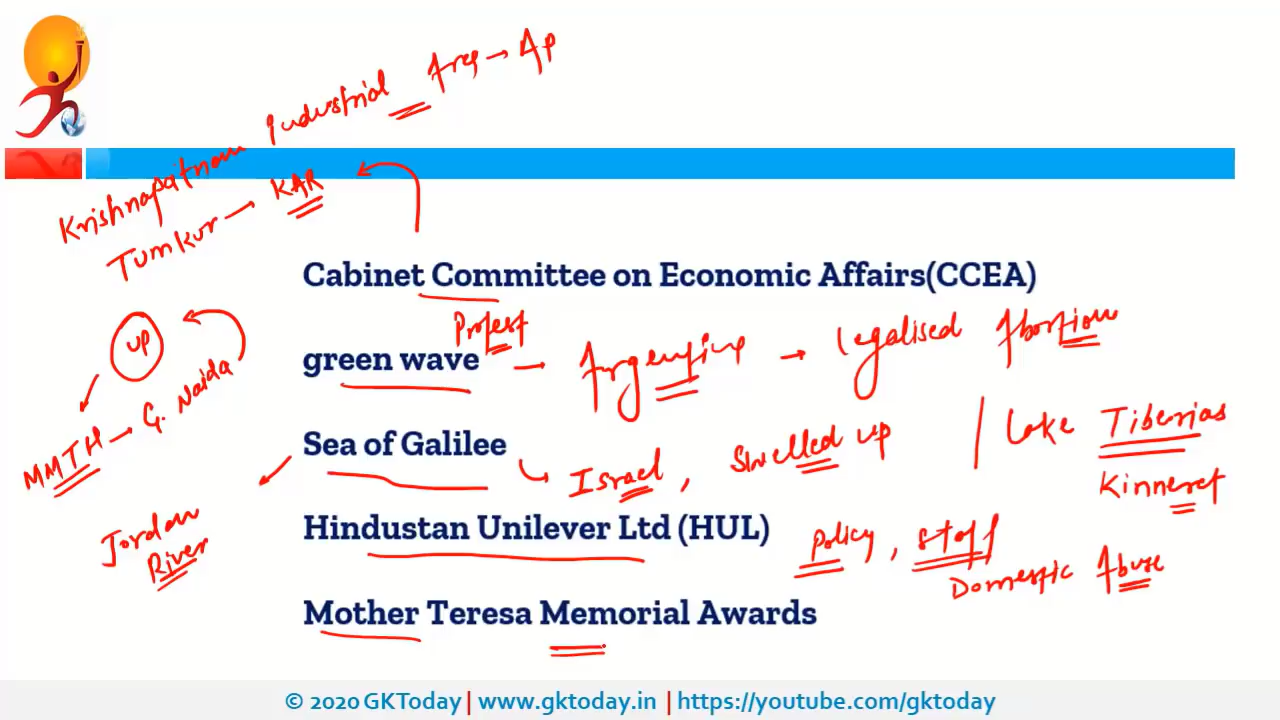 Krishnapatnam Industrial Area → AP
Tumkur → KAR
Cabinet Committee on Economic Affairs(CCEA)
Protest
green wave → Argentina → legalised Abortion
UP
MMTH → G. Noida
Sea of Galilee
Israel, Swelled up | Lake Tiberias
Kinneret
Jordan
River
Hindustan Unilever Ltd (HUL) policy, staff
Domestic Abuse
Mother Teresa Memorial Awards
© 2020 GKToday | www.gktoday.in | https://youtube.com/gktoday